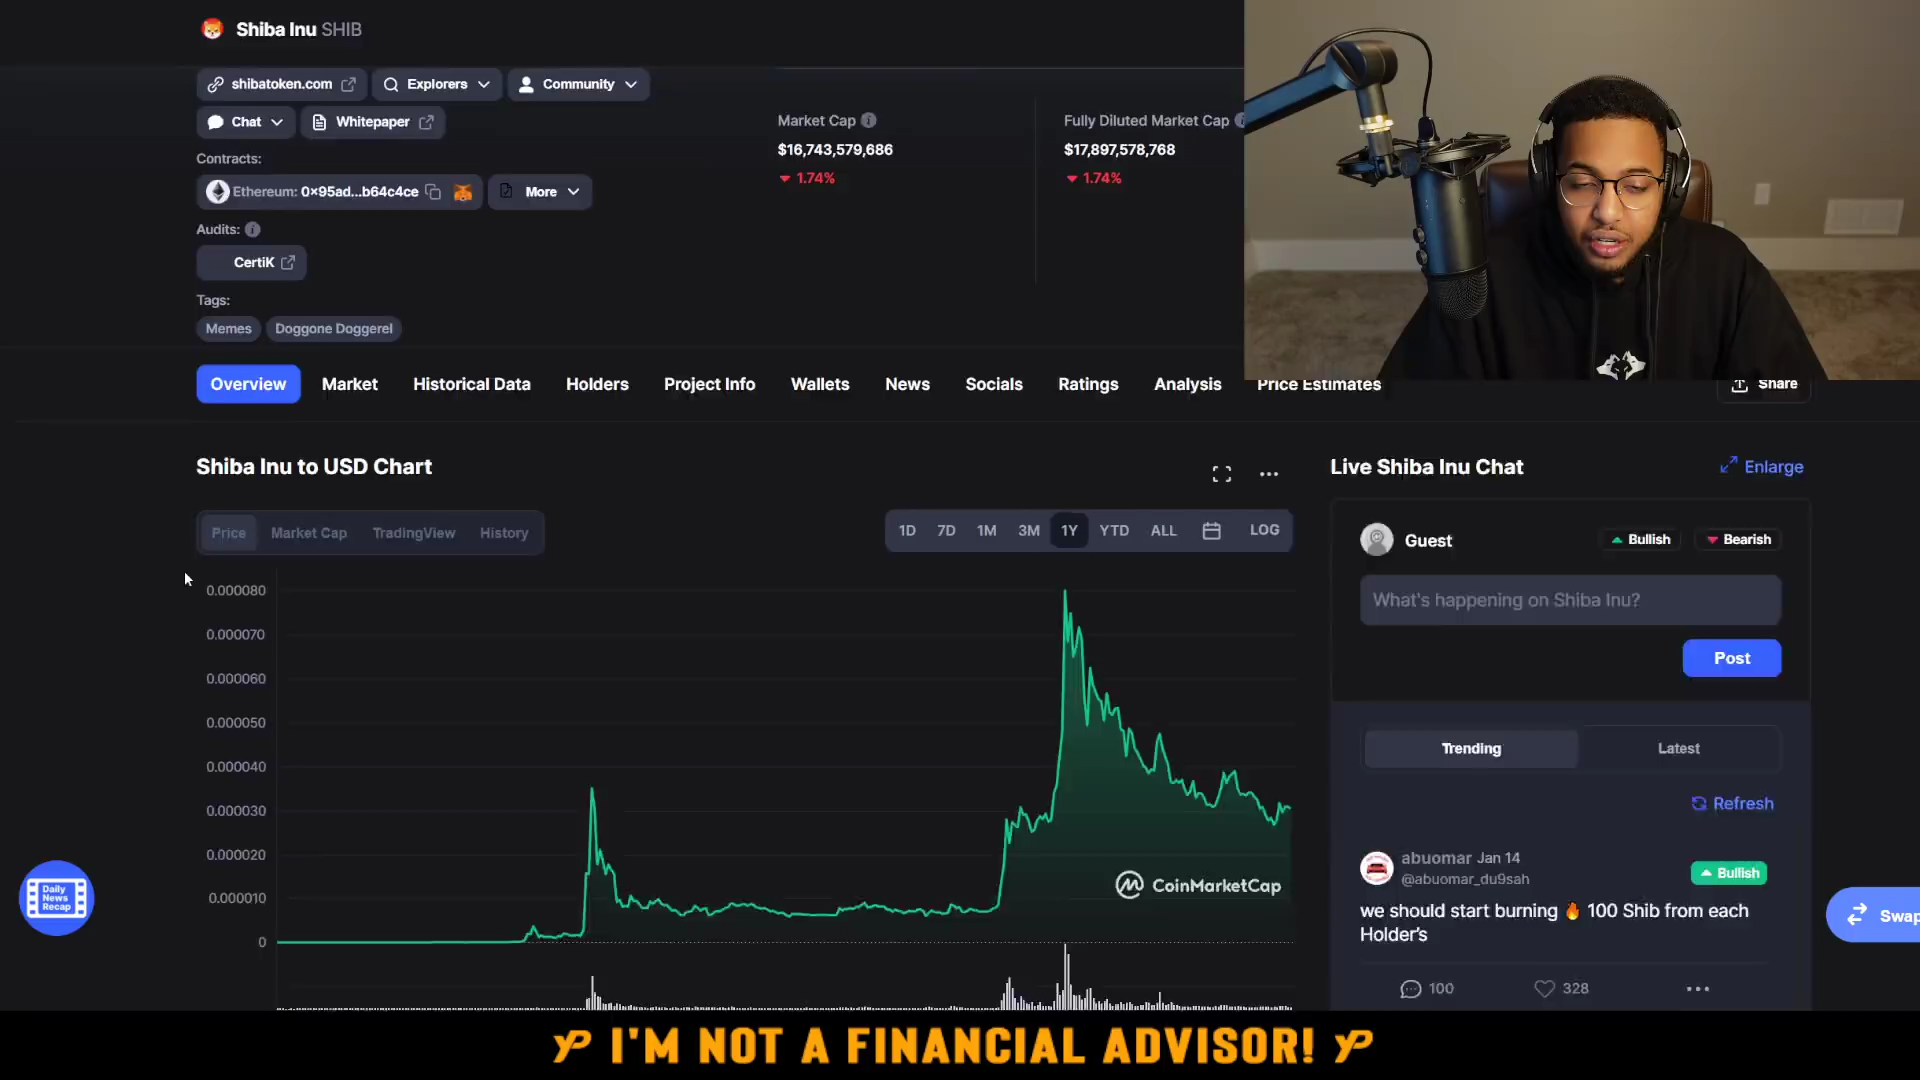 Shiba Inu SHIB
shibatoken.com
Explorers
Community
Chat
Whitepaper
Contracts:
Ethereum: 0×95ad...b64c4ce
More
Audits:
CertiK
Tags:
Memes
Doggone Doggerel
Market Cap
$16,743,579,686
1.74%
Fully Diluted Market Cap
$17,897,578,768
1.74%
Overview
Market
Historical Data
Holders
Project Info
Wallets
News
Socials
Ratings
Analysis
Price Estimates
Share
Shiba Inu to USD Chart
Price
Market Cap
TradingView
History
1D
7D
1M
3M
1Y
YTD
ALL
LOG
0.000080
0.000070
0.000060
0.000050
0.000040
0.000030
0.000020
0.000010
0
CoinMarketCap
Daily
News
Recap
Live Shiba Inu Chat
Enlarge
Guest
Bullish
Bearish
What's happening on Shiba Inu?
Post
Trending
Latest
Refresh
abuomar Jan 14
@abuomar_du9sah
Bullish
we should start burning 🔥 100 Shib from each
Holder's
100
328
Swap
I'M NOT A FINANCIAL ADVISOR!